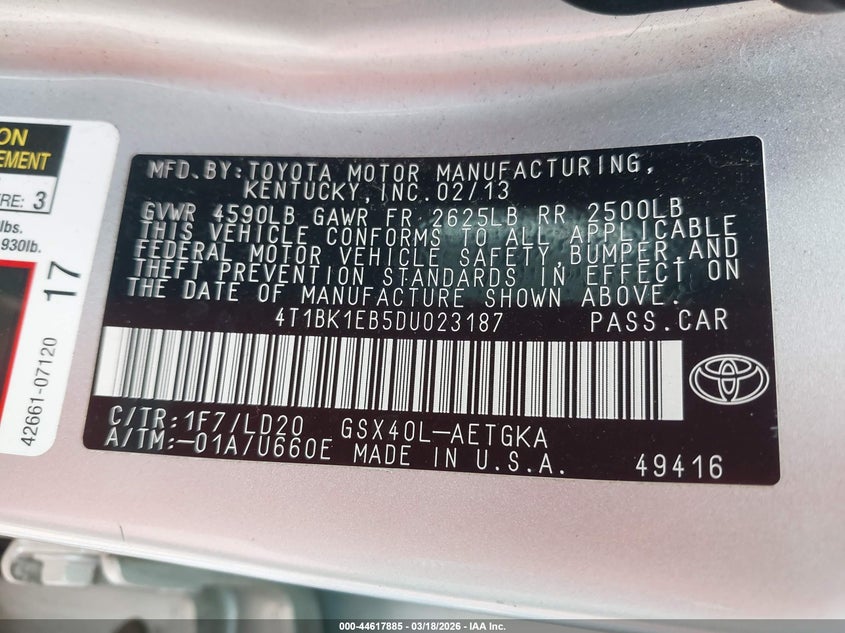 ON
EMENT
RE: 3
lbs.
930lb.
17
42661-07120
MFD.BY:TOYOTA MOTOR MANUFACTURING,
KENTUCKY,INC.02/13
GVWR 4590LB GAWR FR 2625LB RR 2500LB
THIS VEHICLE CONFORMS TO ALL APPLICABLE
FEDERAL MOTOR VEHICLE SAFETY,BUMPER,AND
THEFT PREVENTION STANDARDS IN EFFECT ON
THE DATE OF MANUFACTURE SHOWN ABOVE.
4T1BK1EB5DU023187 PASS.CAR
C/TR:1F7/LD20 GSX40L-AETGKA
A/TM:-01A/U660E MADE IN U.S.A. 49416
000-44617885 - 03/18/2026 - IAA Inc.